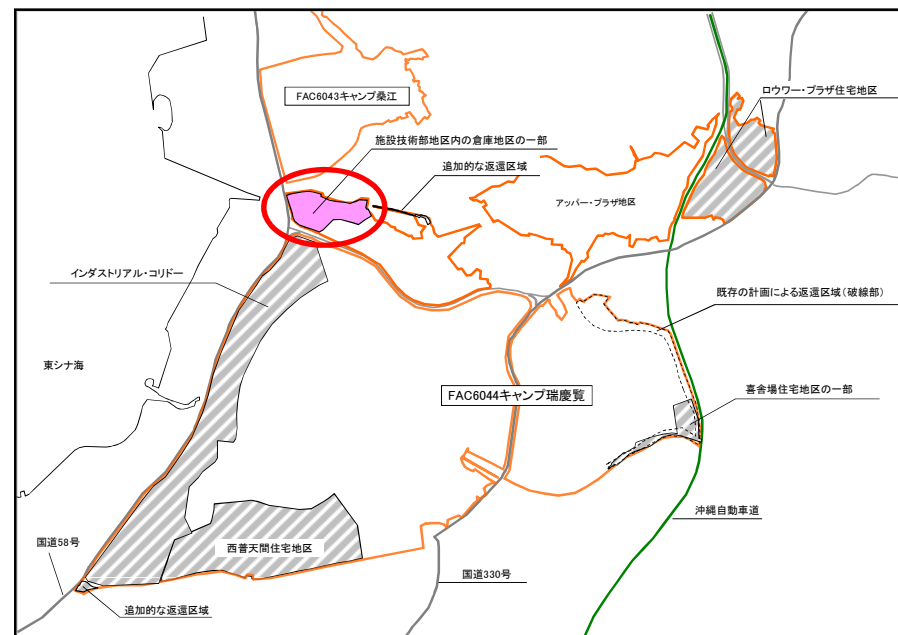 ロウワー・プラザ住宅地区
FAC6043キャンプ桑江
施設技術部地区内の倉庫地区の一部
追加的な返還区域
アッパー・プラザ地区
インダストリアル・コリドー
既存の計画による返還区域(破線部)
東シナ海
FAC6044キャンプ瑞慶覧
喜舎場住宅地区の一部
沖縄自動車道
国道58号
西普天間住宅地区
国道330号
追加的な返還区域